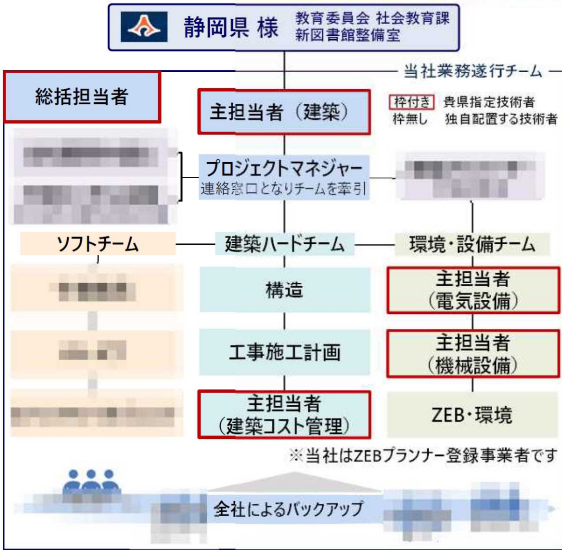 静岡県 様 教育委員会 社会教育課
新図書館整備室
当社業務遂行チーム
総括担当者
主担当者（建築）
枠付き 貴県指定技術者
枠無し 独自配置する技術者
プロジェクトマネジャー
連絡窓口となりチームを牽引
ソフトチーム
建築ハードチーム
環境・設備チーム
構造
主担当者
（電気設備）
工事施工計画
主担当者
（機械設備）
主担当者
（建築コスト管理）
ZEB・環境
※当社はZEBプランナー登録事業者です
全社によるバックアップ